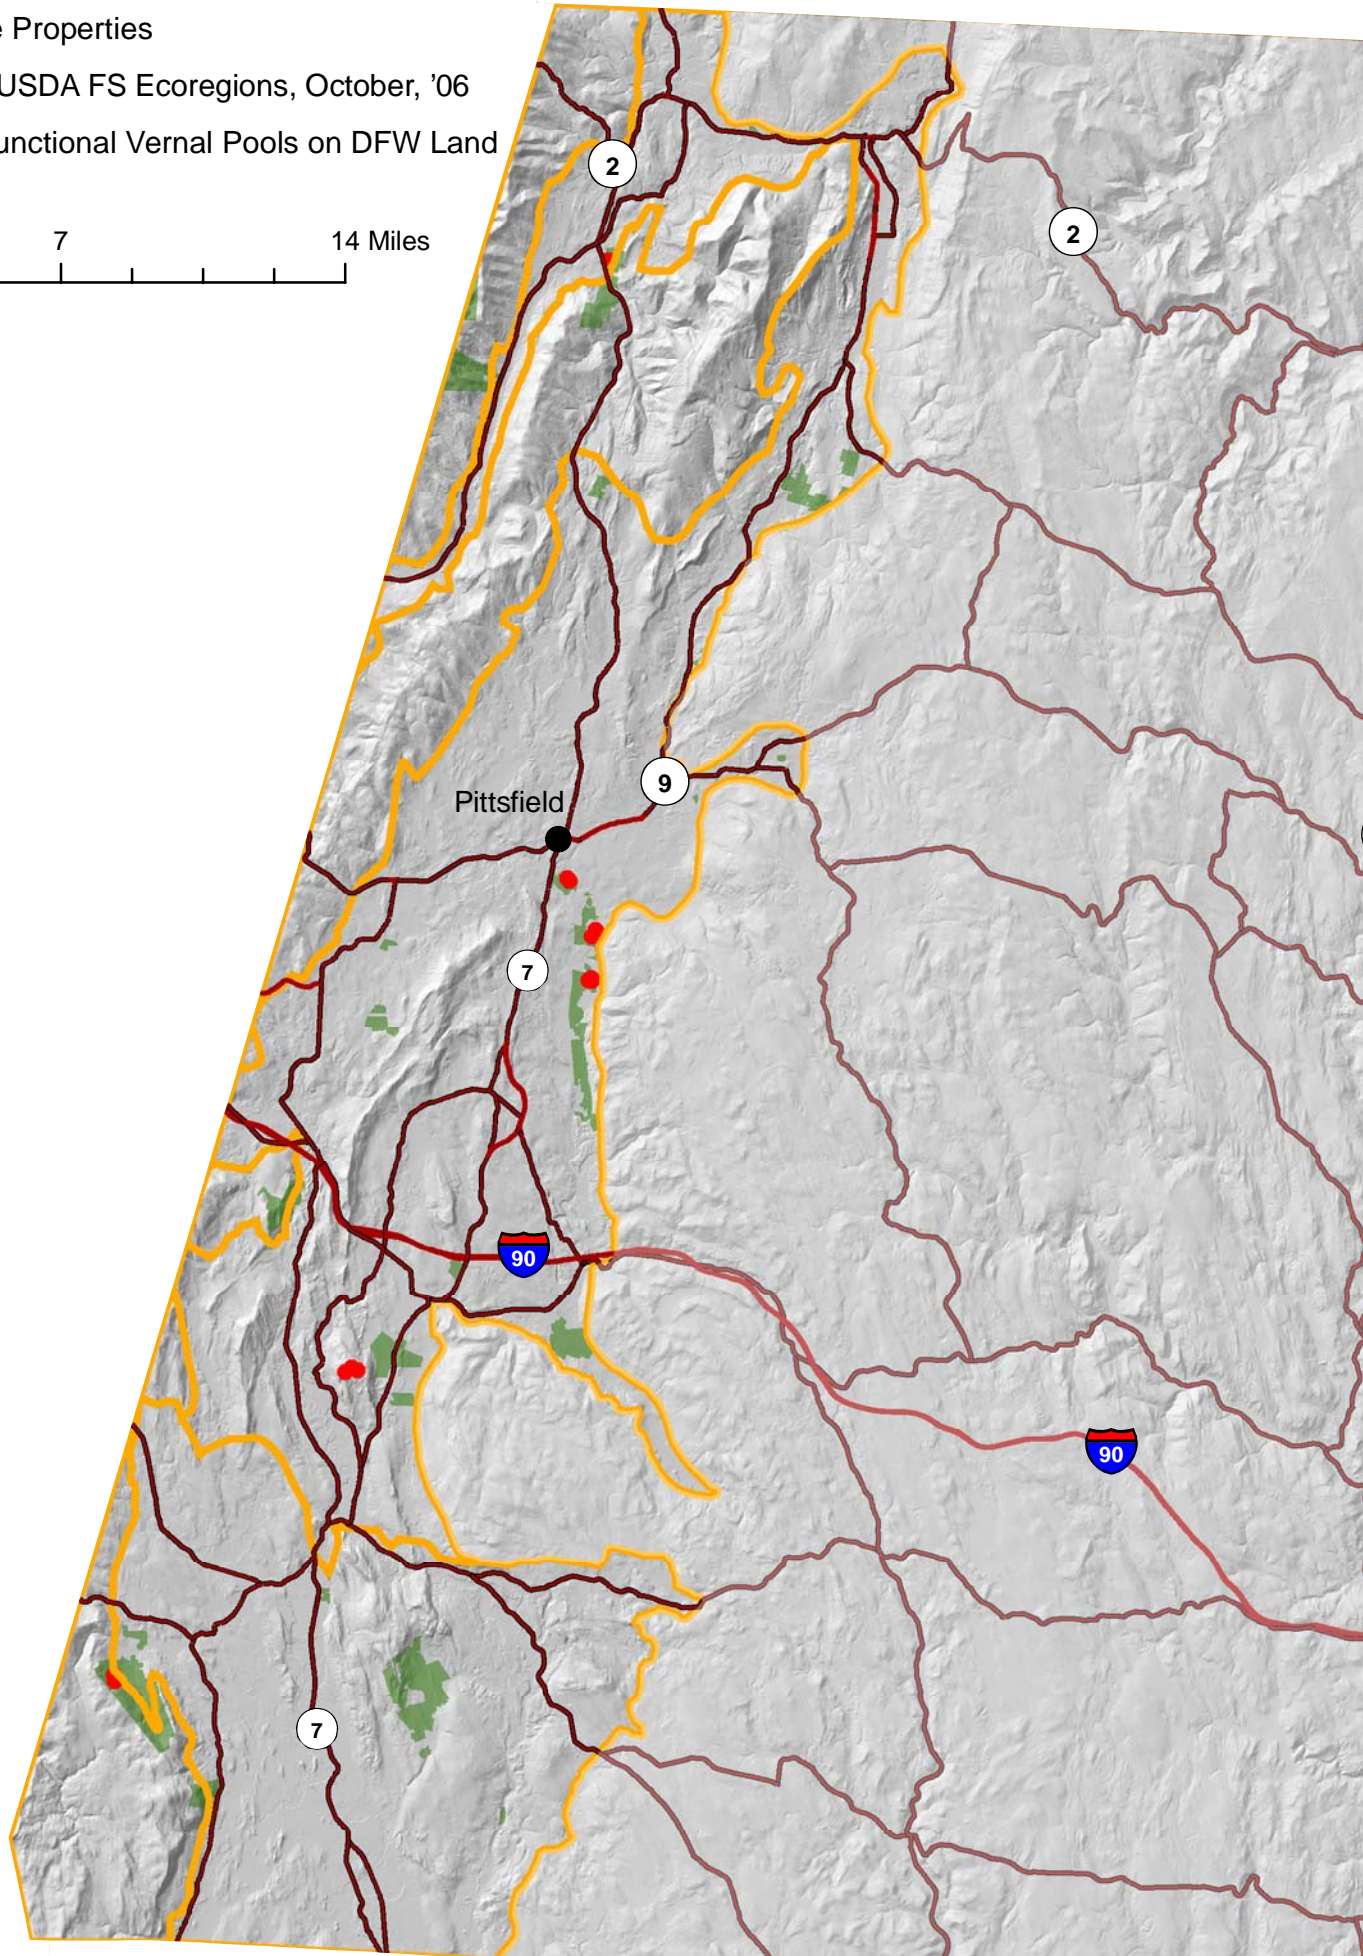 Properties
USDA FS Ecoregions, October, ’06
Vernal Pools on DFW Land
7
14 Miles
2
2
9
Pittsfield
7
90
90
7